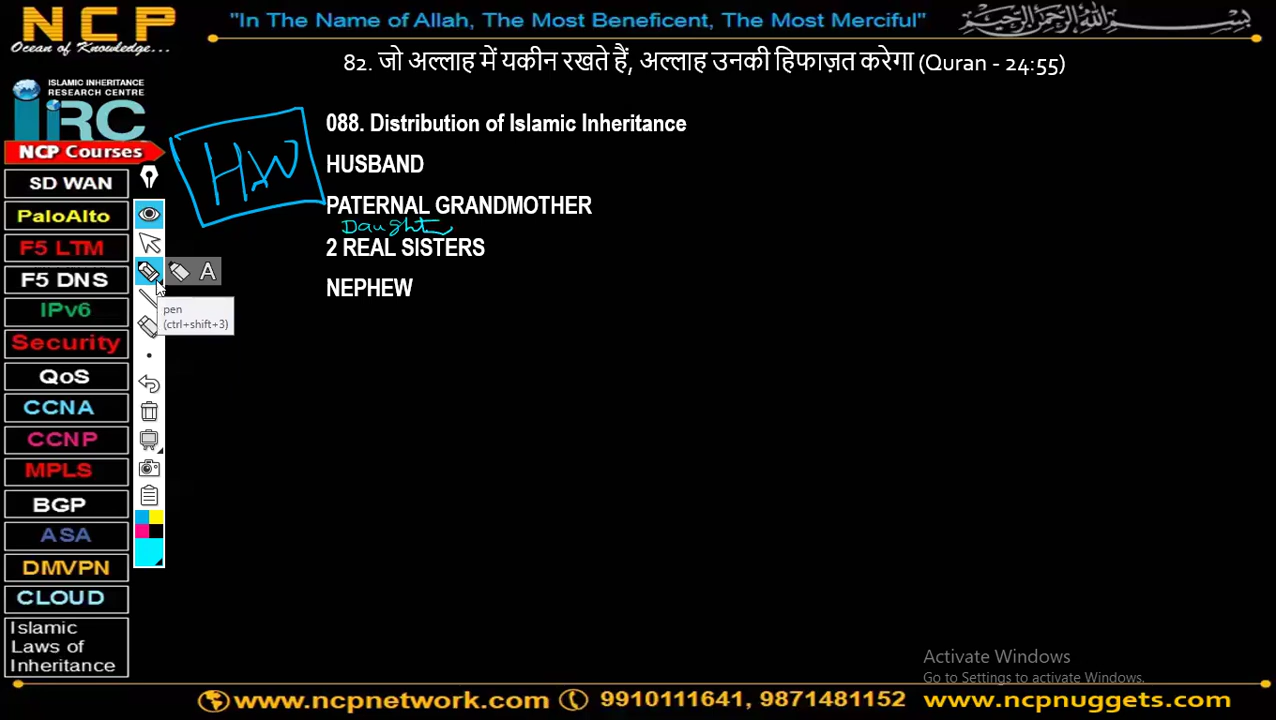 NCP
Ocean of Knowledge...
"In The Name of Allah, The Most Beneficent, The Most Merciful"
بسم الله الرحمن الرحيم
82. जो अल्लाह में यकीन रखते हैं, अल्लाह उनकी हिफाज़त करेगा (Quran - 24:55)
ISLAMIC INHERITANCE
RESEARCH CENTRE
iRC
NCP Courses
SD WAN
PaloAlto
F5 LTM
F5 DNS
IPv6
Security
QoS
CCNA
CCNP
MPLS
BGP
ASA
DMVPN
CLOUD
Islamic
Laws of
Inheritance
A
pen
(ctrl+shift+3)
H.W
088. Distribution of Islamic Inheritance
HUSBAND
PATERNAL GRANDMOTHER
Daughter
2 REAL SISTERS
NEPHEW
Activate Windows
Go to Settings to activate Windows.
www.ncpnetwork.com 9910111641, 9871481152 www.ncpnuggets.com